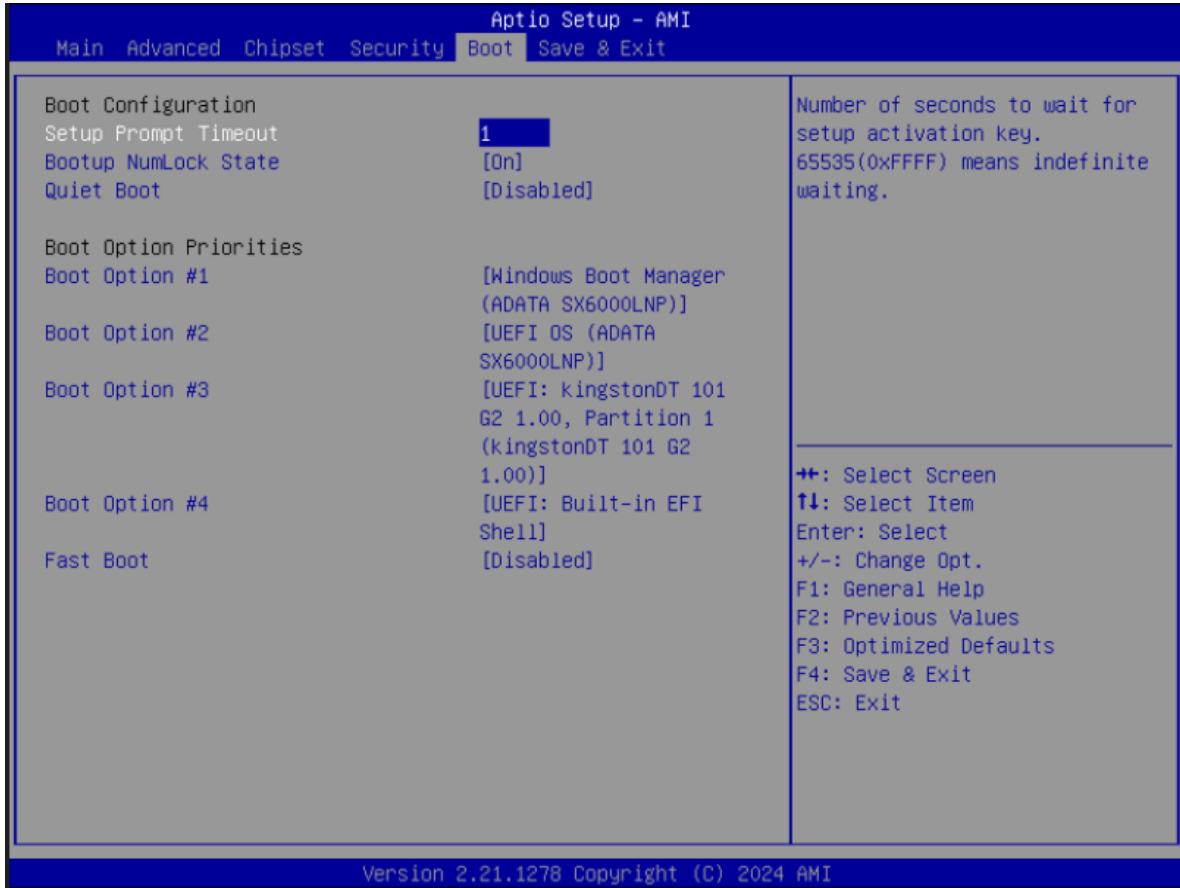 Aptio Setup – AMI
Main Advanced Chipset Security Boot Save & Exit
Boot Configuration
Setup Prompt Timeout 1
Bootup NumLock State [On]
Quiet Boot [Disabled]
Boot Option Priorities
Boot Option #1 [Windows Boot Manager
(ADATA SX6000LNP)]
Boot Option #2 [UEFI OS (ADATA
SX6000LNP)]
Boot Option #3 [UEFI: kingstonDT 101
G2 1.00, Partition 1
(kingstonDT 101 G2
1.00)]
Boot Option #4 [UEFI: Built-in EFI
Shell]
Fast Boot [Disabled]
Number of seconds to wait for
setup activation key.
65535(0xFFFF) means indefinite
waiting.
→←: Select Screen
↑↓: Select Item
Enter: Select
+/-: Change Opt.
F1: General Help
F2: Previous Values
F3: Optimized Defaults
F4: Save & Exit
ESC: Exit
Version 2.21.1278 Copyright (C) 2024 AMI